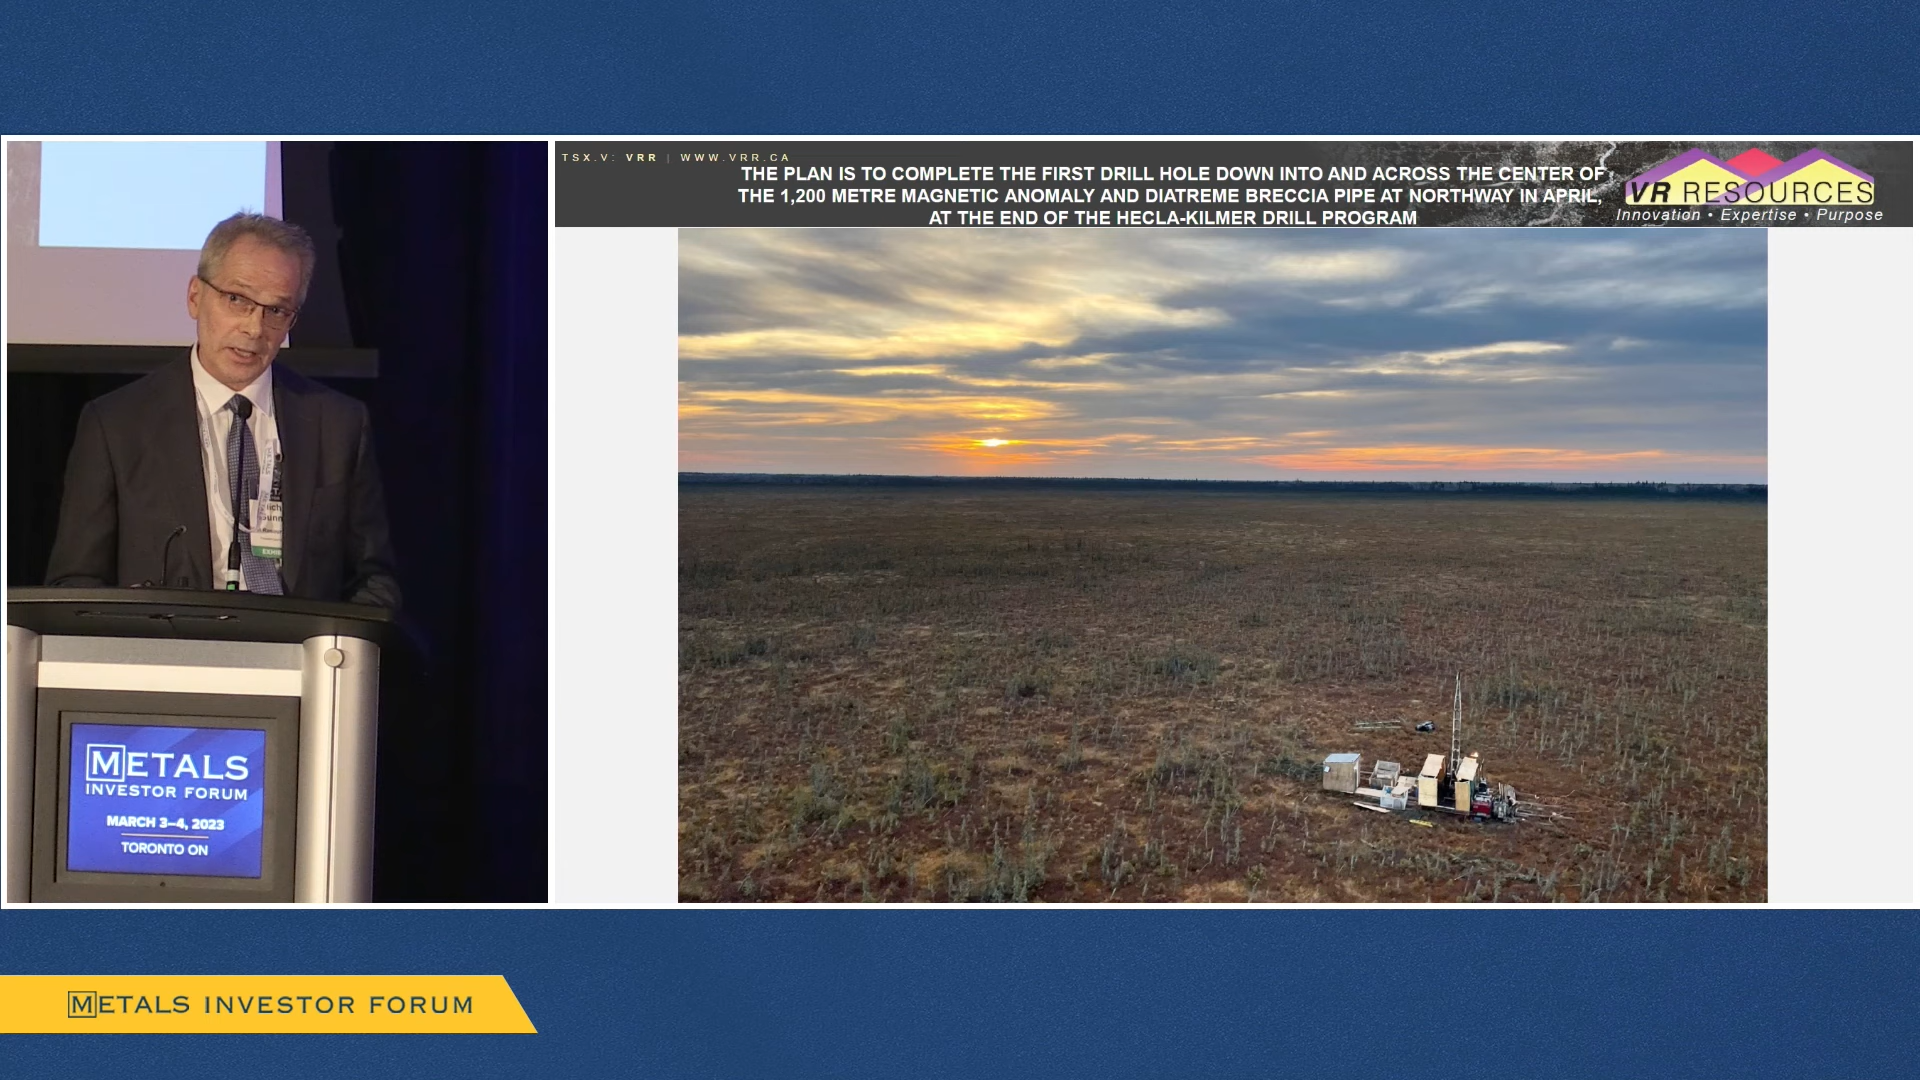 TSX.V: VRR | WWW.VRR.CA
THE PLAN IS TO COMPLETE THE FIRST DRILL HOLE DOWN INTO AND ACROSS THE CENTER OF
THE 1,200 METRE MAGNETIC ANOMALY AND DIATREME BRECCIA PIPE AT NORTHWAY IN APRIL,
AT THE END OF THE HECLA-KILMER DRILL PROGRAM
VR RESOURCES
Innovation • Expertise • Purpose
METALS
INVESTOR FORUM
MARCH 3–4, 2023
TORONTO ON
METALS INVESTOR FORUM